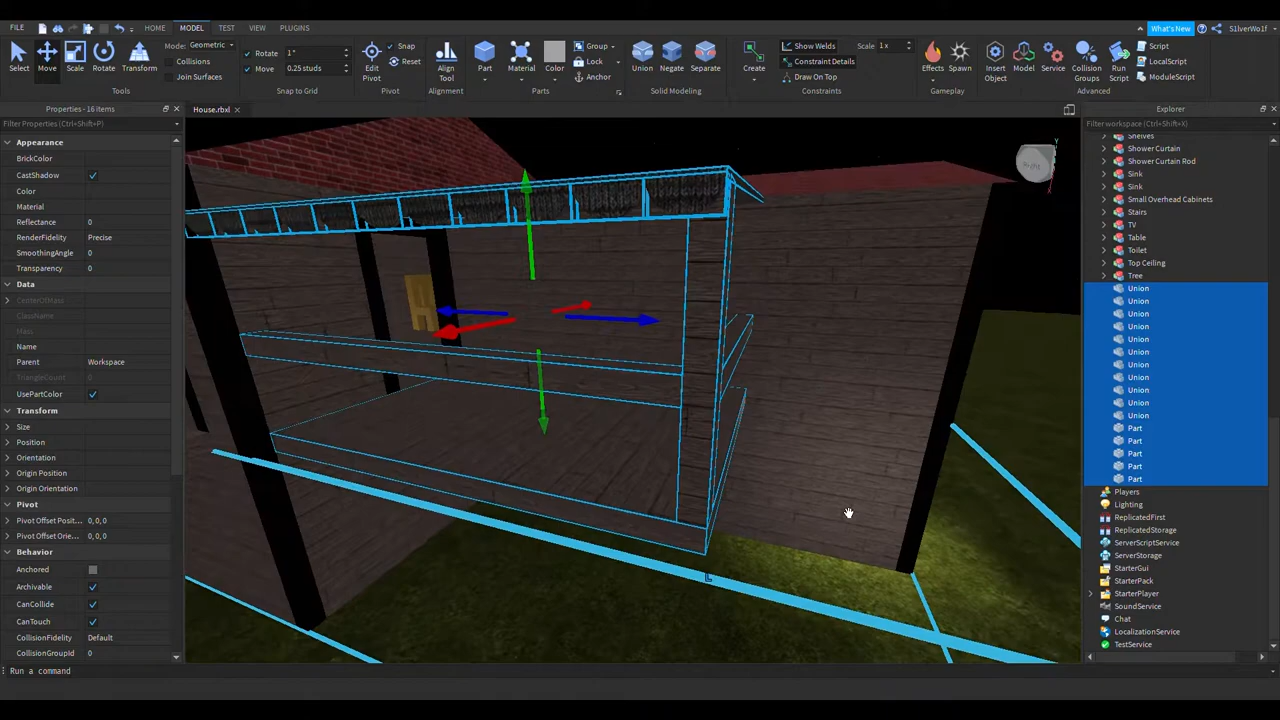 FILE HOME MODEL TEST VIEW PLUGINS What's New S1lverWo1f
Select Move Scale Rotate Transform
Mode: Geometric
Collisions
Join Surfaces
Tools
Rotate 1°
Move 0.25 studs
Snap to Grid
Edit Pivot
Snap
Reset
Pivot
Align Tool
Alignment
Part Material Color
Group
Lock
Anchor
Parts
Union Negate Separate
Solid Modeling
Create
Show Welds
Constraint Details
Draw On Top
Scale 1x
Constraints
Effects Spawn
Gameplay
Insert Object
Model Service
Collision Groups
Run Script
Script
LocalScript
ModuleScript
Advanced
Properties - 16 items
Filter Properties (Ctrl+Shift+P)
Appearance
BrickColor
CastShadow
Color
Material
Reflectance 0
RenderFidelity Precise
SmoothingAngle 0
Transparency 0
Data
CenterOfMass
ClassName
Mass
Name
Parent Workspace
TriangleCount 0
UsePartColor
Transform
Size
Position
Orientation
Origin Position
Origin Orientation
Pivot
Pivot Offset Posit... 0, 0, 0
Pivot Offset Orie... 0, 0, 0
Behavior
Anchored
Archivable
CanCollide
CanTouch
CollisionFidelity Default
CollisionGroupId 0
House.rbxl
Explorer
Filter workspace (Ctrl+Shift+X)
Shelves
Shower Curtain
Shower Curtain Rod
Sink
Sink
Small Overhead Cabinets
Stairs
TV
Table
Toilet
Top Ceiling
Tree
Union
Union
Union
Union
Union
Union
Union
Union
Union
Union
Union
Part
Part
Part
Part
Part
Players
Lighting
ReplicatedFirst
ReplicatedStorage
ServerScriptService
ServerStorage
StarterGui
StarterPack
StarterPlayer
SoundService
Chat
LocalizationService
TestService
Run a command